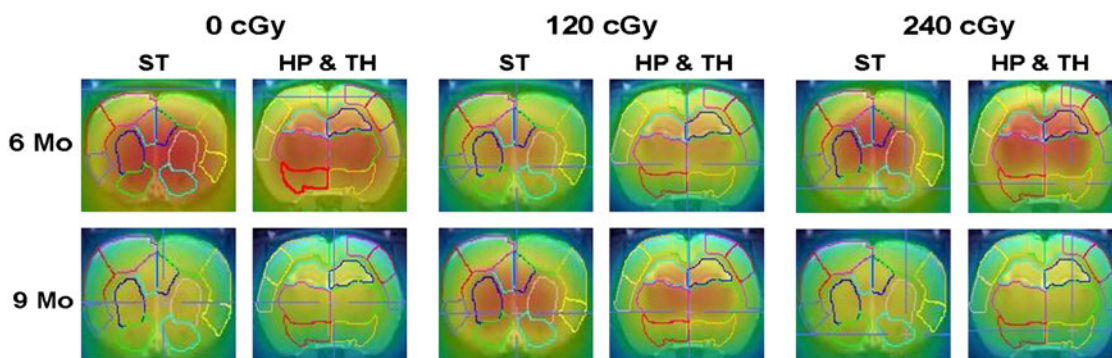 0 cGy 120 cGy 240 cGy
ST HP & TH ST HP & TH ST HP & TH
6 Mo
9 Mo